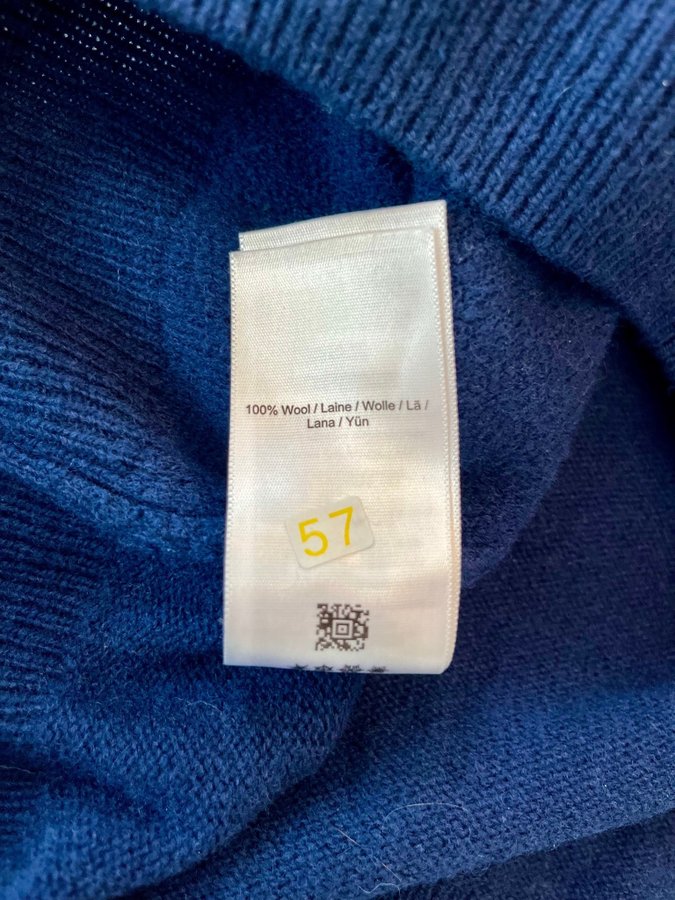 100% Wool / Laine / Wolle / Lã /
Lana / Yün
57